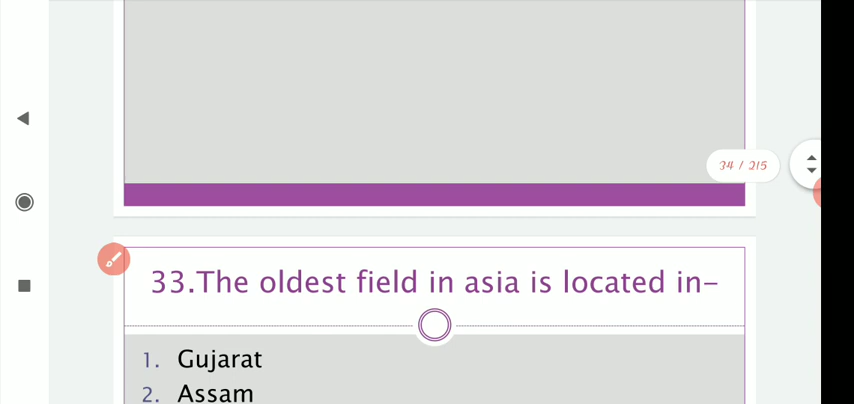 34 / 215
33.The oldest field in asia is located in-
1. Gujarat
2. Assam